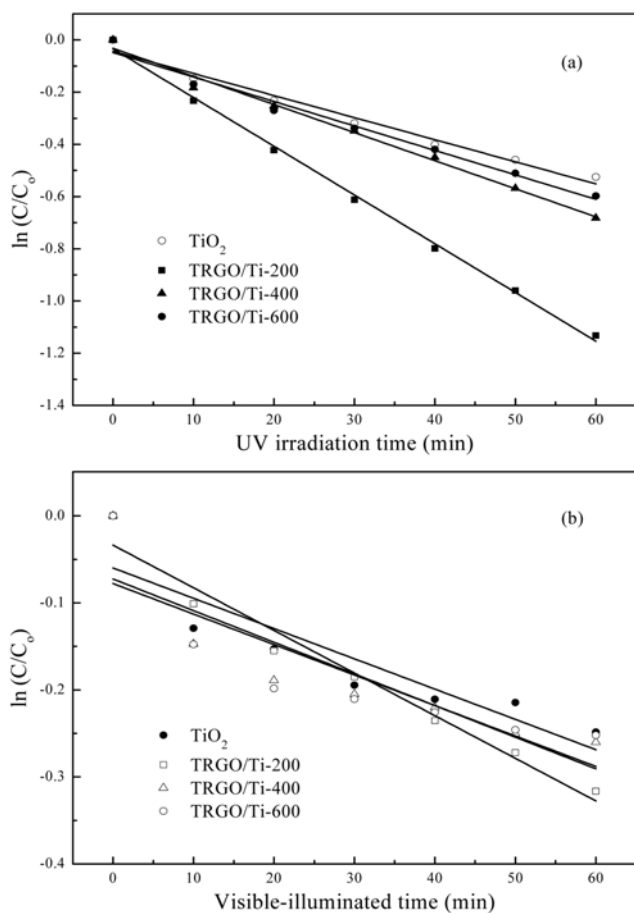 (a)
0.0
-0.2
-0.4
-0.6
-0.8
-1.0
-1.2
-1.4
ln (C/Co)
TiO2
TRGO/Ti-200
TRGO/Ti-400
TRGO/Ti-600
0 10 20 30 40 50 60
UV irradiation time (min)
(b)
0.0
-0.1
-0.2
-0.3
-0.4
ln (C/Co)
TiO2
TRGO/Ti-200
TRGO/Ti-400
TRGO/Ti-600
0 10 20 30 40 50 60
Visible-illuminated time (min)